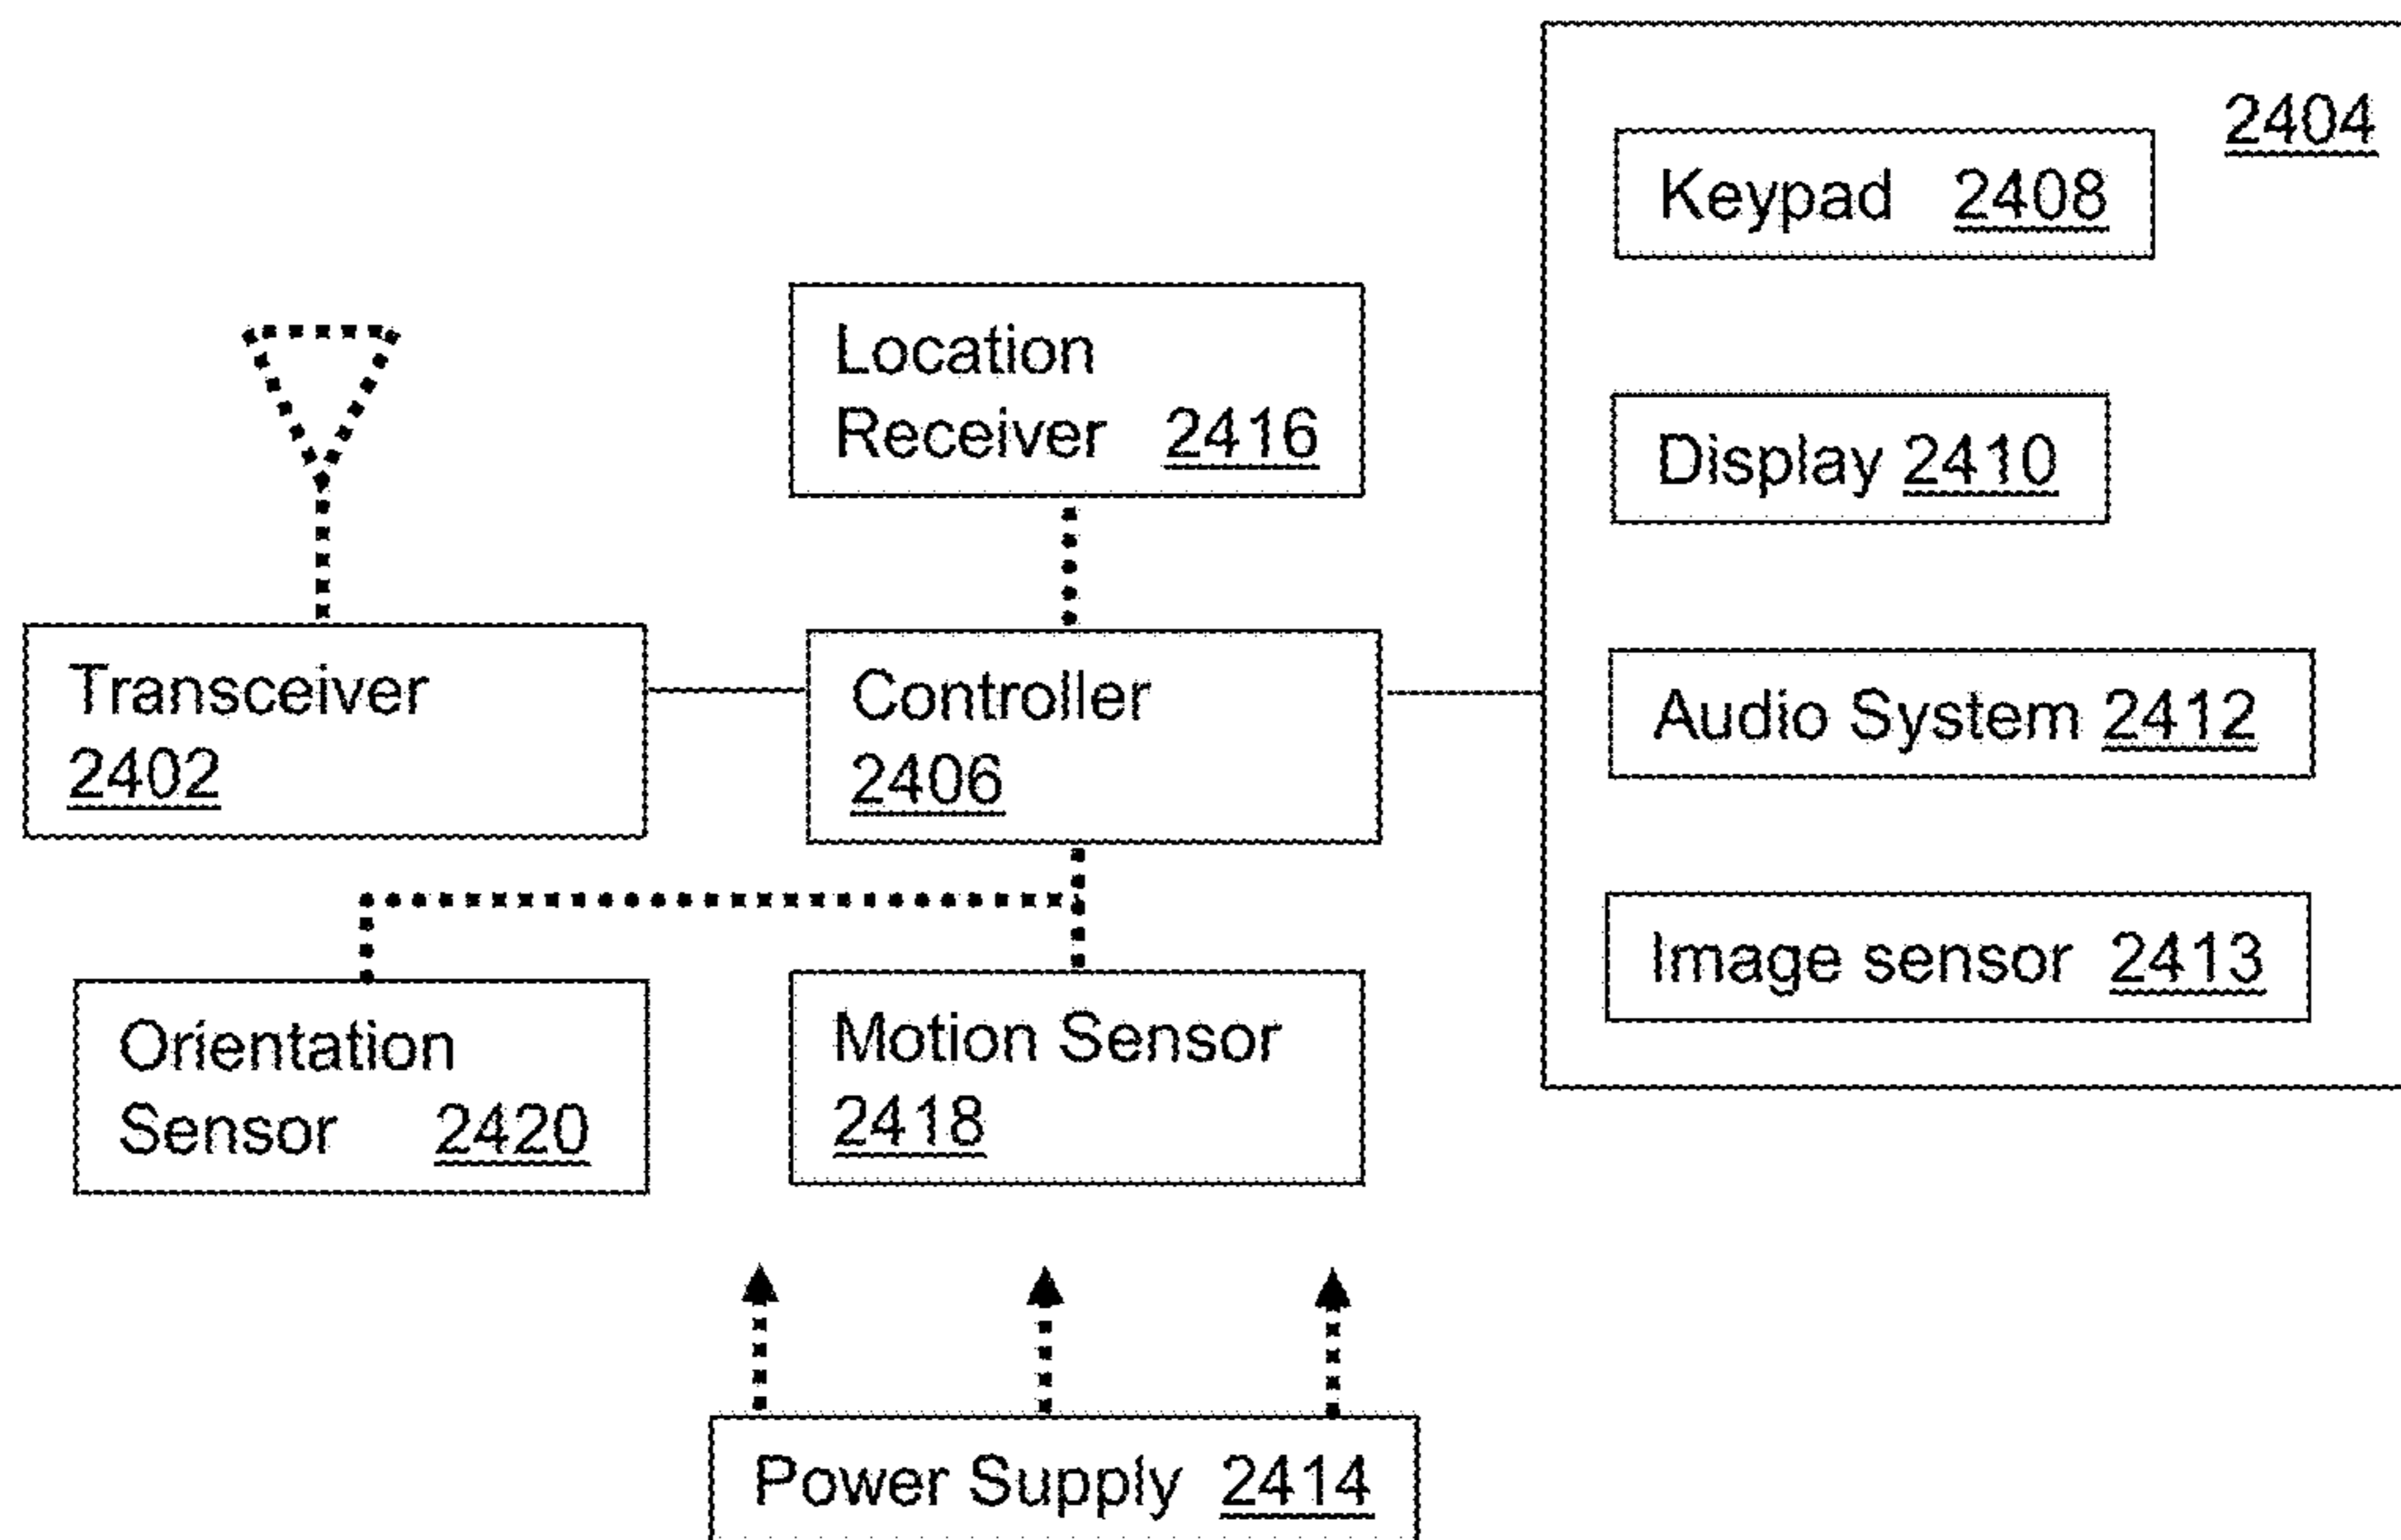 2404
Keypad 2408
Location
Receiver 2416
Display 2410
Transceiver
2402
Controller
2406
Audio System 2412
Image sensor 2413
Orientation
Sensor 2420
Motion Sensor
2418
Power Supply 2414